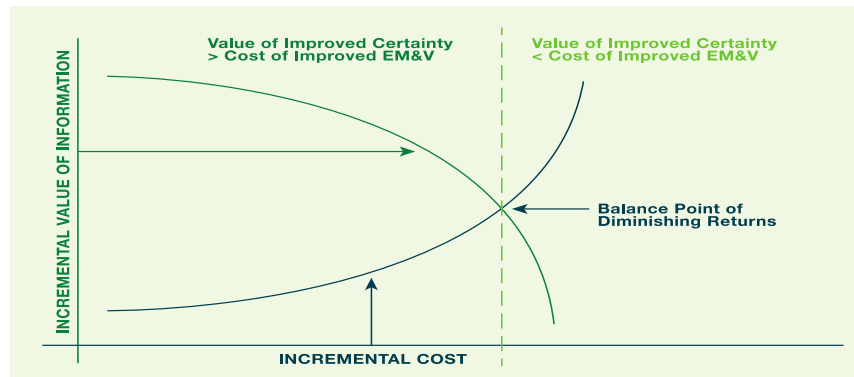 Value of Improved Certainty
> Cost of Improved EM&V
Value of Improved Certainty
< Cost of Improved EM&V
INCREMENTAL VALUE OF INFORMATION
Balance Point of
Diminishing Returns
INCREMENTAL COST